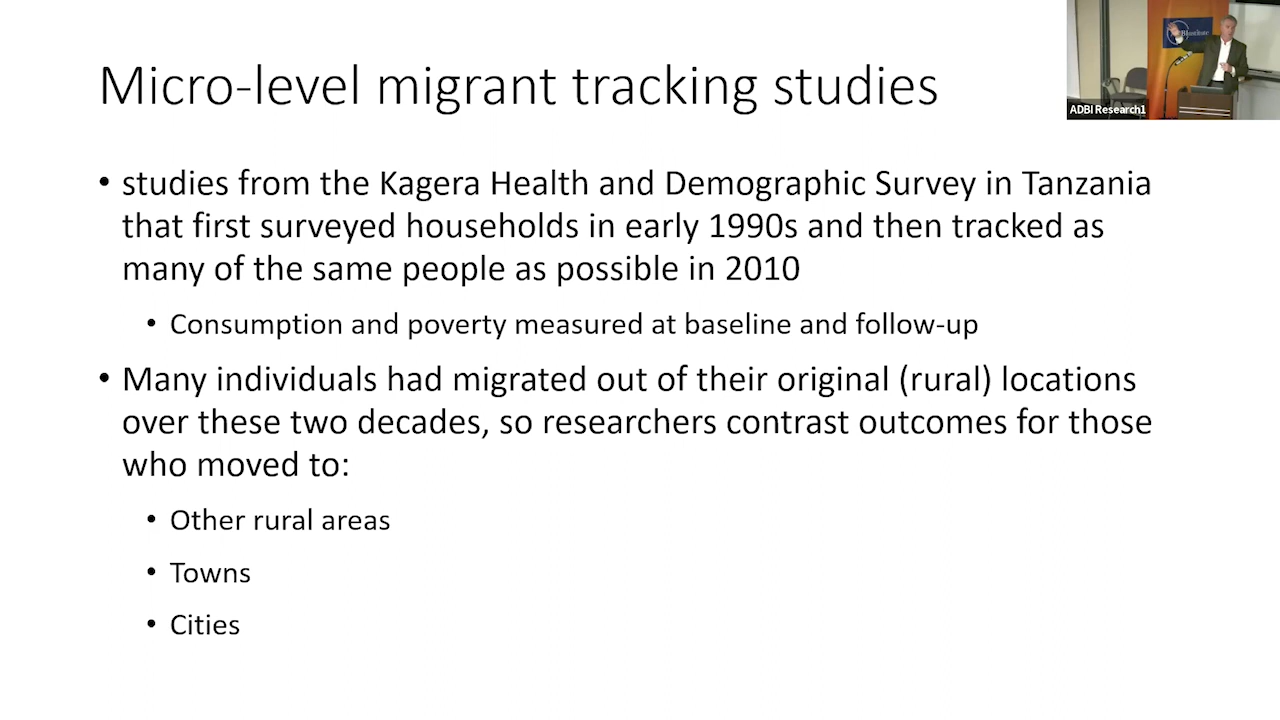 Micro-level migrant tracking studies
ADBI Research1
• studies from the Kagera Health and Demographic Survey in Tanzania
that first surveyed households in early 1990s and then tracked as
many of the same people as possible in 2010
• Consumption and poverty measured at baseline and follow-up
• Many individuals had migrated out of their original (rural) locations
over these two decades, so researchers contrast outcomes for those
who moved to:
• Other rural areas
• Towns
• Cities